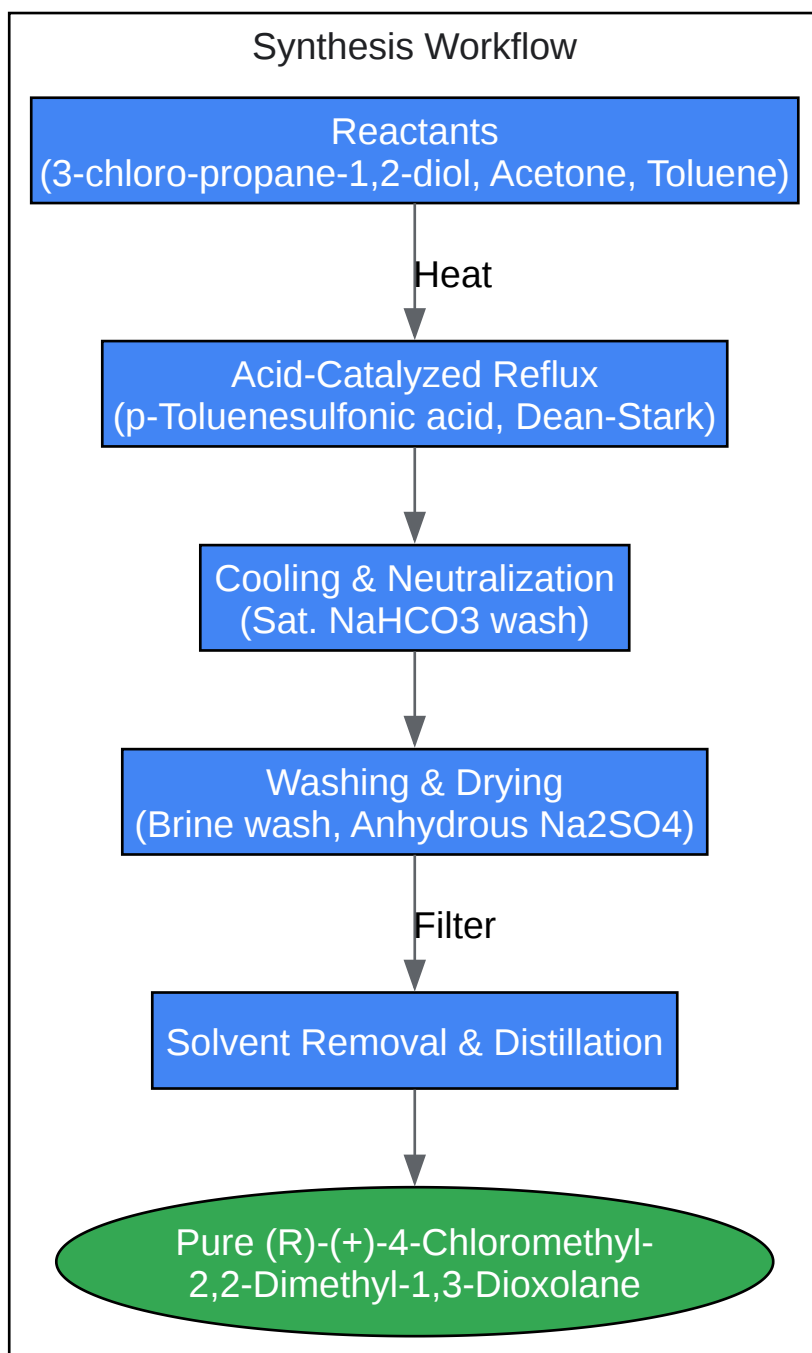 Synthesis Workflow
Reactants
(3-chloro-propane-1,2-diol, Acetone, Toluene)
Heat
Acid-Catalyzed Reflux
(p-Toluenesulfonic acid, Dean-Stark)
Cooling & Neutralization
(Sat. NaHCO3 wash)
Washing & Drying
(Brine wash, Anhydrous Na2SO4)
Filter
Solvent Removal & Distillation
Pure (R)-(+)-4-Chloromethyl-
2,2-Dimethyl-1,3-Dioxolane